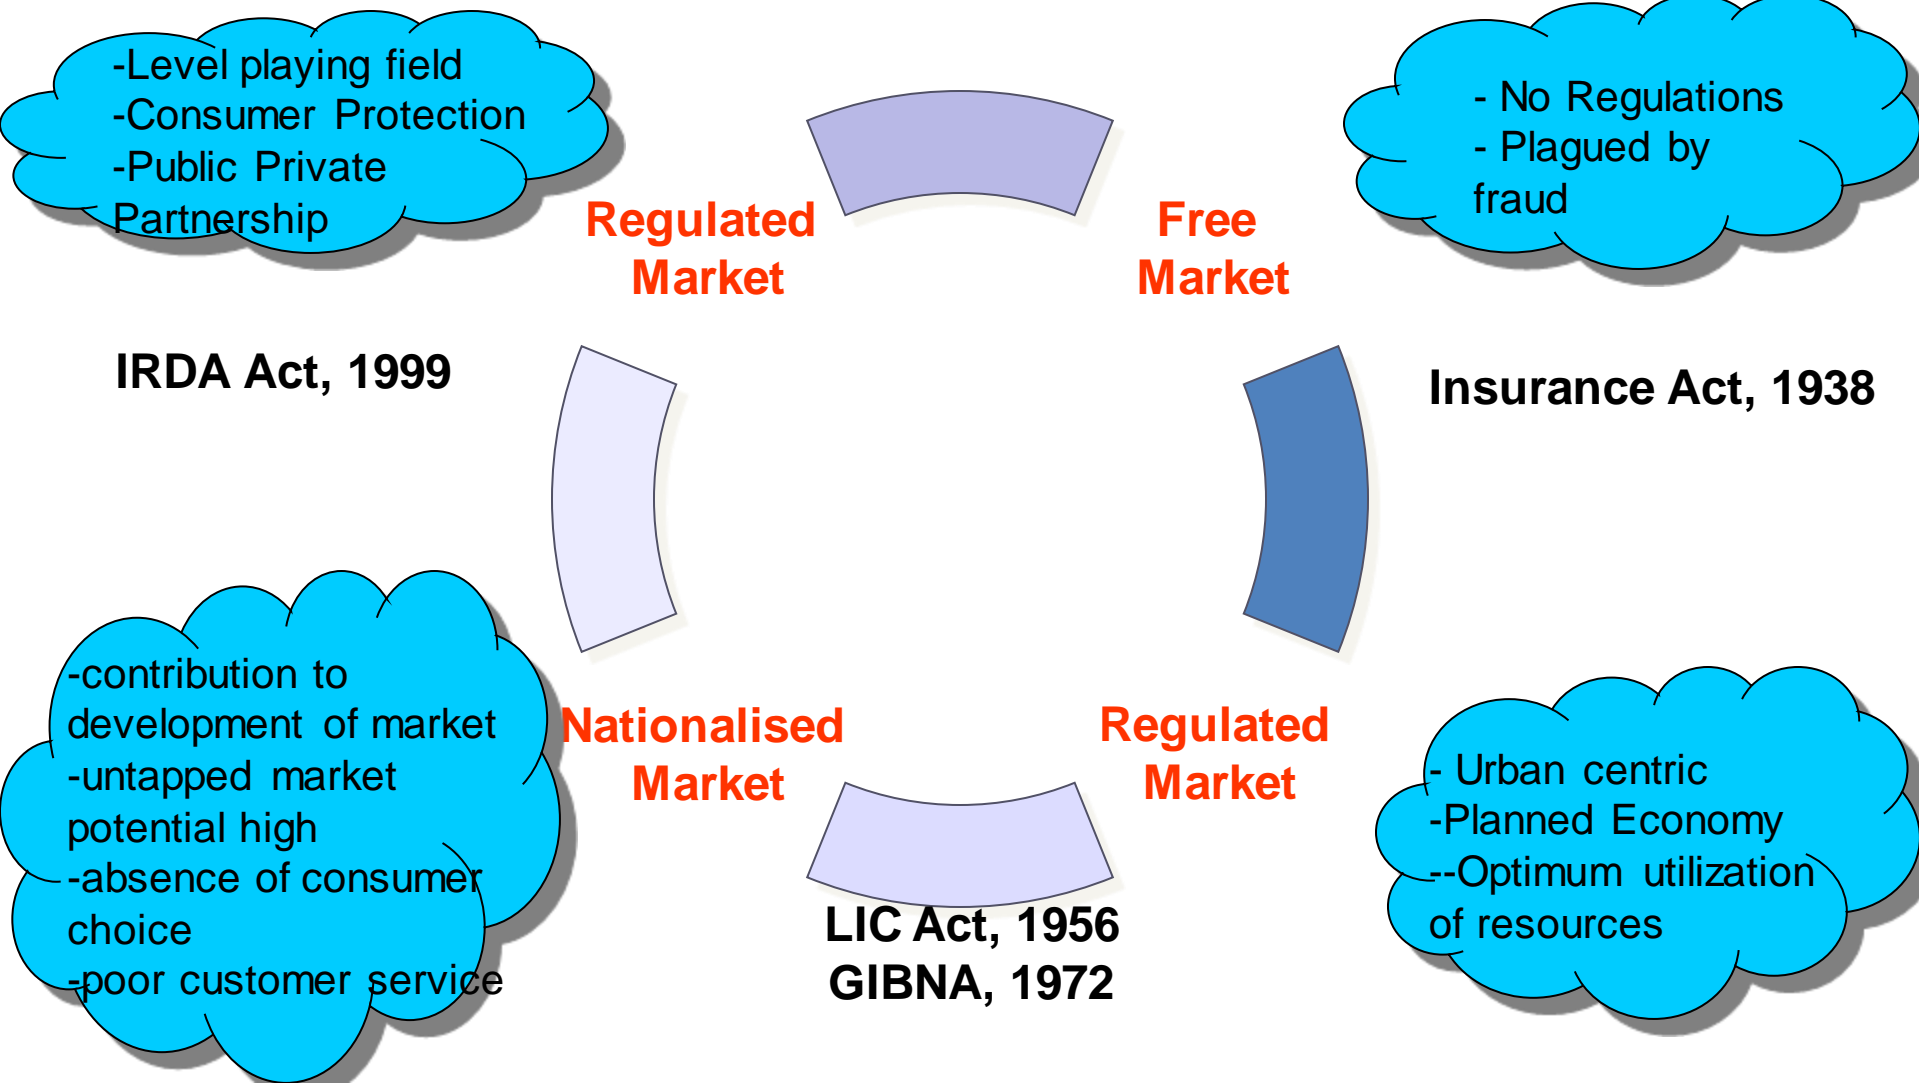 -Level playing field
-Consumer Protection
-Public Private
Partnership
- No Regulations
- Plagued by
fraud
Regulated
Market
Free
Market
IRDA Act, 1999
Insurance Act, 1938
-contribution to
development of market
-untapped market
potential high
-absence of consumer
choice
-poor customer service
Nationalised
Market
Regulated
Market
- Urban centric
-Planned Economy
--Optimum utilization
of resources
LIC Act, 1956
GIBNA, 1972